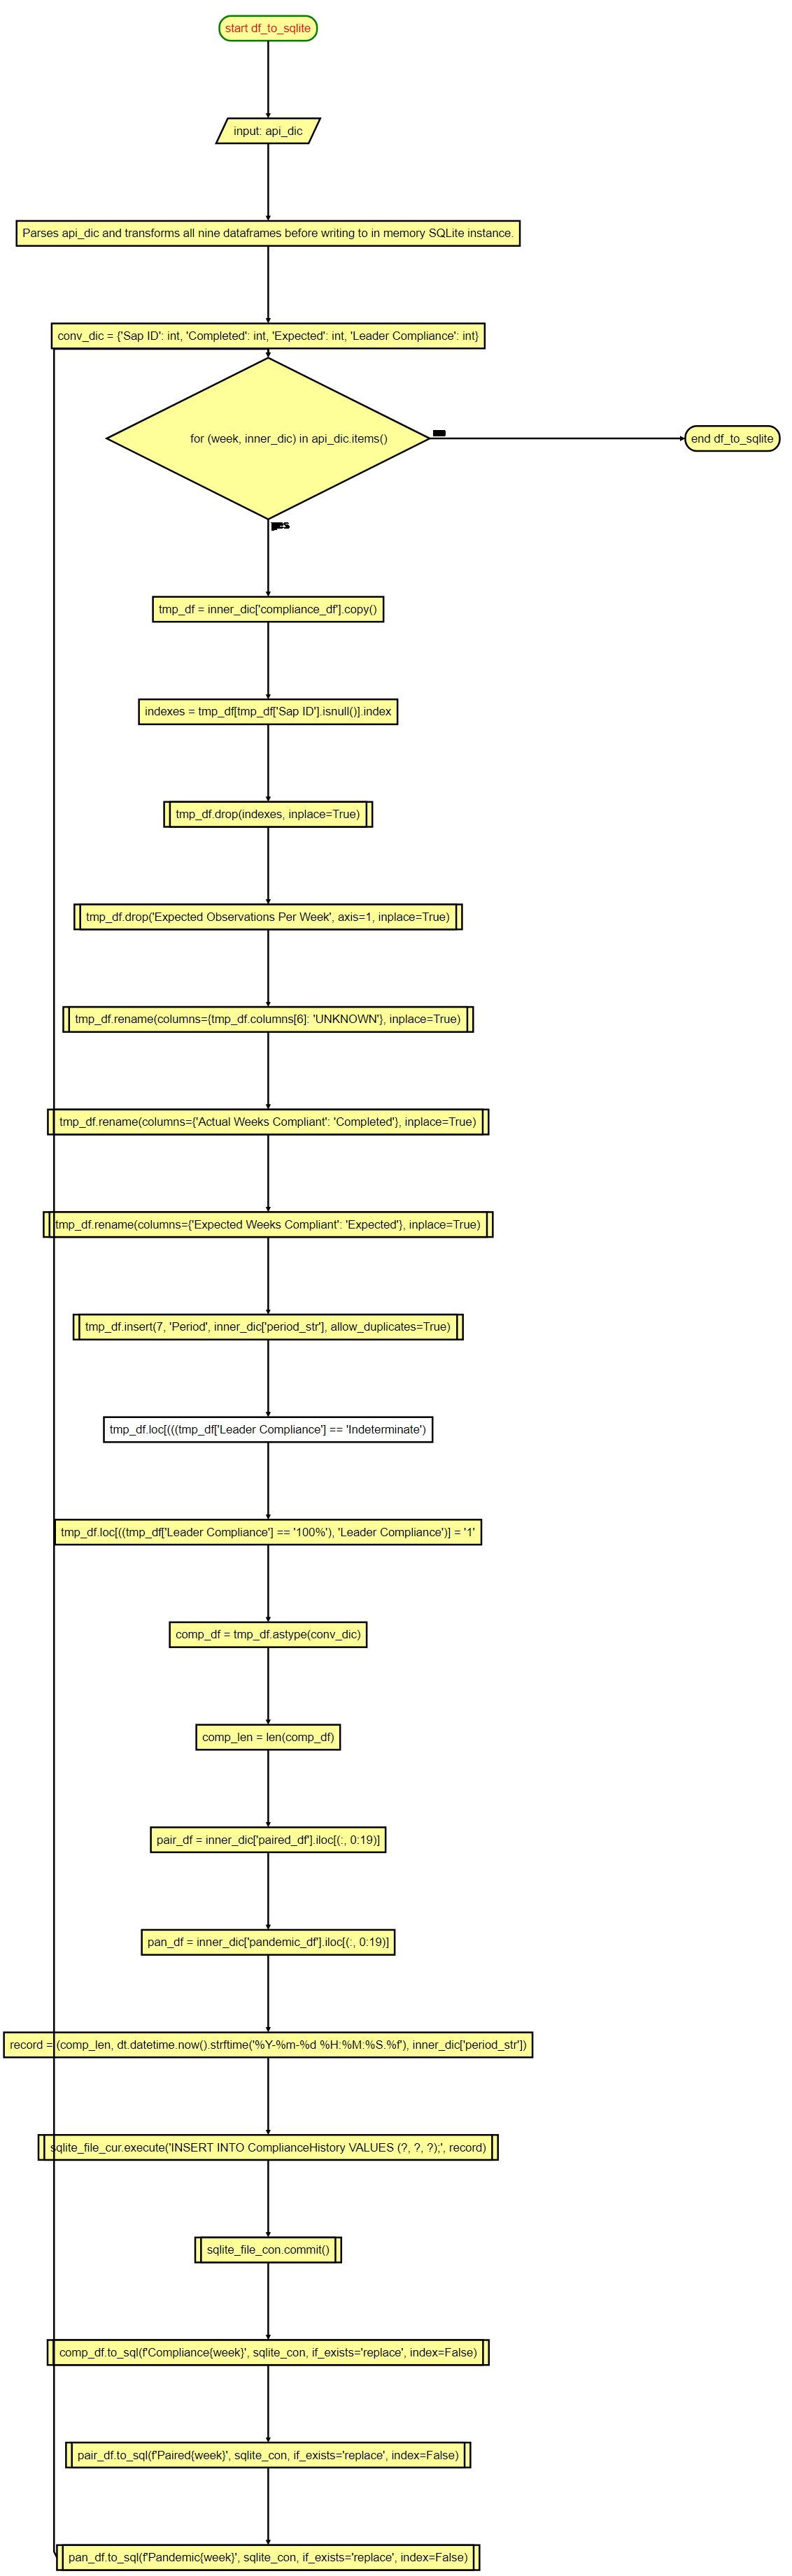 start df_to_sqlite
input: api_dic
Parses api_dic and transforms all nine dataframes before writing to in memory SQLite instance.
conv_dic = {'Sap ID': int, 'Completed': int, 'Expected': int, 'Leader Compliance': int}
for (week, inner_dic) in api_dic.items()
end df_to_sqlite
yes
tmp_df = inner_dic['compliance_df'].copy()
indexes = tmp_df[tmp_df['Sap ID'].isnull()].index
tmp_df.drop(indexes, inplace=True)
tmp_df.drop('Expected Observations Per Week', axis=1, inplace=True)
tmp_df.rename(columns={tmp_df.columns[6]: 'UNKNOWN'}, inplace=True)
tmp_df.rename(columns={'Actual Weeks Compliant': 'Completed'}, inplace=True)
tmp_df.rename(columns={'Expected Weeks Compliant': 'Expected'}, inplace=True)
tmp_df.insert(7, 'Period', inner_dic['period_str'], allow_duplicates=True)
tmp_df.loc[(((tmp_df['Leader Compliance'] == 'Indeterminate')
tmp_df.loc[((tmp_df['Leader Compliance'] == '100%'), 'Leader Compliance')] = '1'
comp_df = tmp_df.astype(conv_dic)
comp_len = len(comp_df)
pair_df = inner_dic['paired_df'].iloc[(:, 0:19)]
pan_df = inner_dic['pandemic_df'].iloc[(:, 0:19)]
record = (comp_len, dt.datetime.now().strftime('%Y-%m-%d %H:%M:%S.%f'), inner_dic['period_str'])
sqlite_file_cur.execute('INSERT INTO ComplianceHistory VALUES (?, ?, ?);', record)
sqlite_file_con.commit()
comp_df.to_sql(f'Compliance{week}', sqlite_con, if_exists='replace', index=False)
pair_df.to_sql(f'Paired{week}', sqlite_con, if_exists='replace', index=False)
pan_df.to_sql(f'Pandemic{week}', sqlite_con, if_exists='replace', index=False)